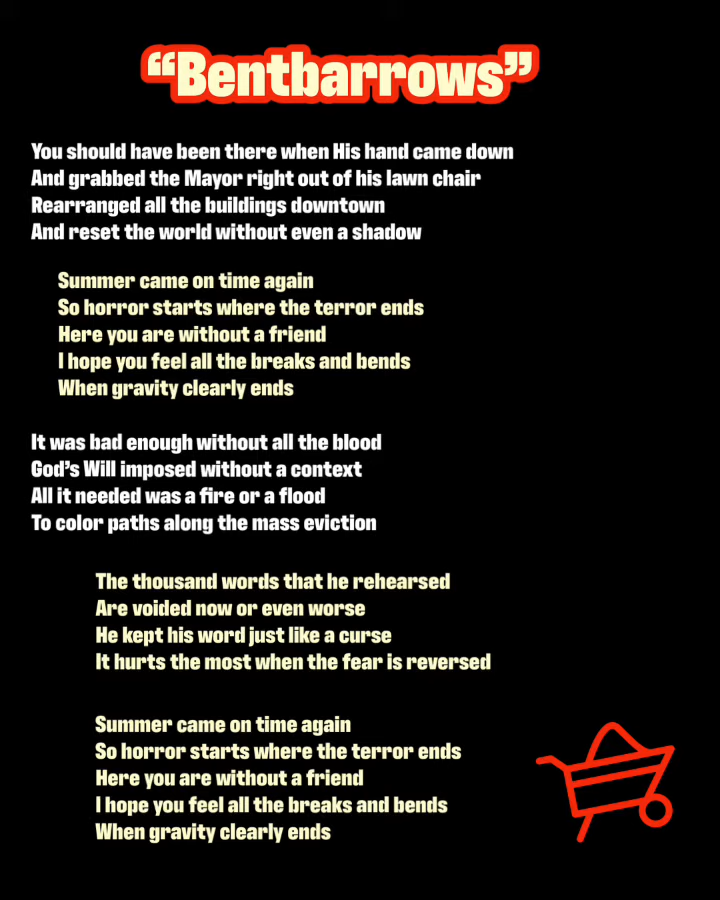 “Bentbarrows”
You should have been there when His hand came down
And grabbed the Mayor right out of his lawn chair
Rearranged all the buildings downtown
And reset the world without even a shadow
Summer came on time again
So horror starts where the terror ends
Here you are without a friend
I hope you feel all the breaks and bends
When gravity clearly ends
It was bad enough without all the blood
God’s Will imposed without a context
All it needed was a fire or a flood
To color paths along the mass eviction
The thousand words that he rehearsed
Are voided now or even worse
He kept his word just like a curse
It hurts the most when the fear is reversed
Summer came on time again
So horror starts where the terror ends
Here you are without a friend
I hope you feel all the breaks and bends
When gravity clearly ends